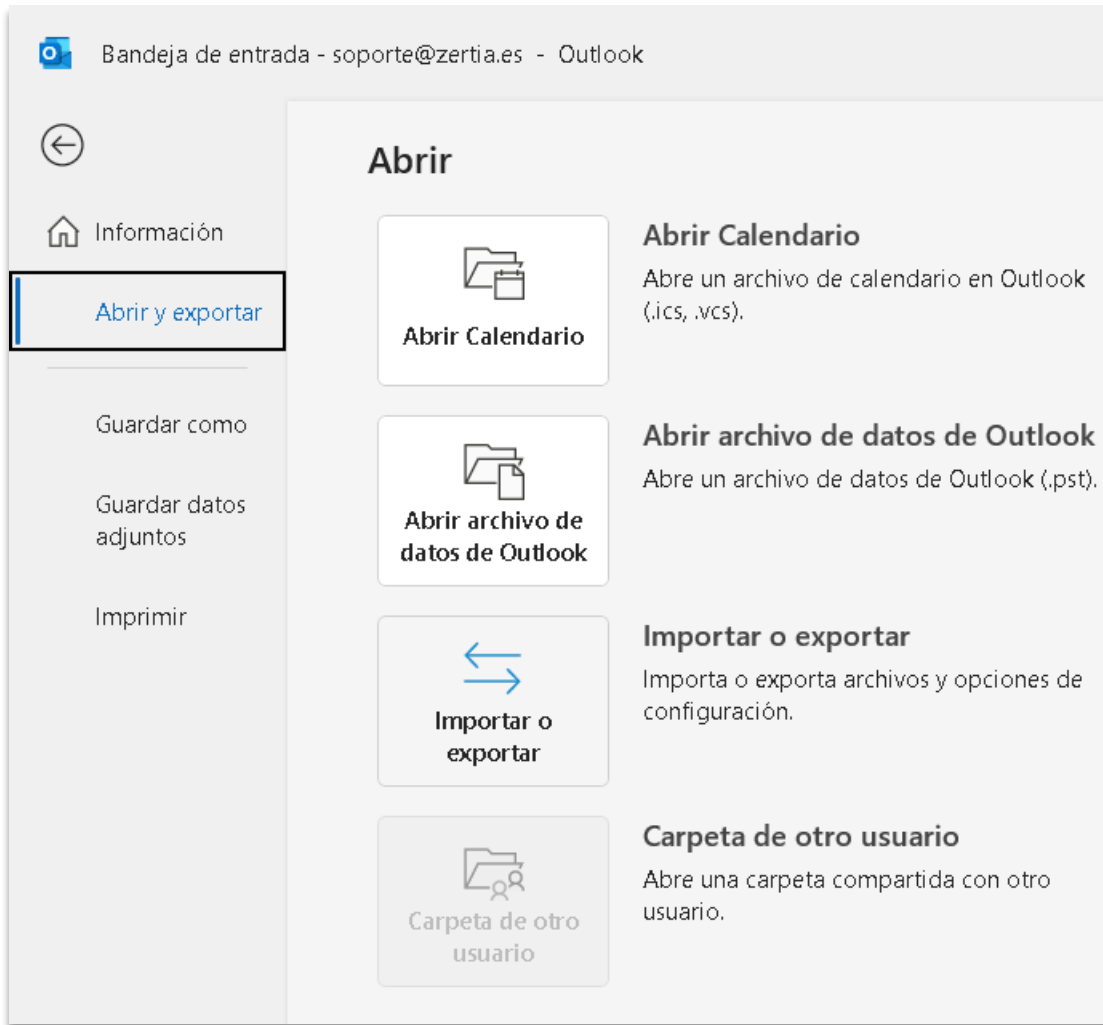 Bandeja de entrada - soporte@zertia.es - Outlook
Información
Abrir y exportar
Guardar como
Guardar datos
adjuntos
Imprimir
Abrir
Abrir Calendario
Abrir Calendario
Abre un archivo de calendario en Outlook
(.ics, .vcs).
Abrir archivo de
datos de Outlook
Abrir archivo de datos de Outlook
Abre un archivo de datos de Outlook (.pst).
Importar o
exportar
Importar o exportar
Importa o exporta archivos y opciones de
configuración.
Carpeta de otro
usuario
Carpeta de otro usuario
Abre una carpeta compartida con otro
usuario.